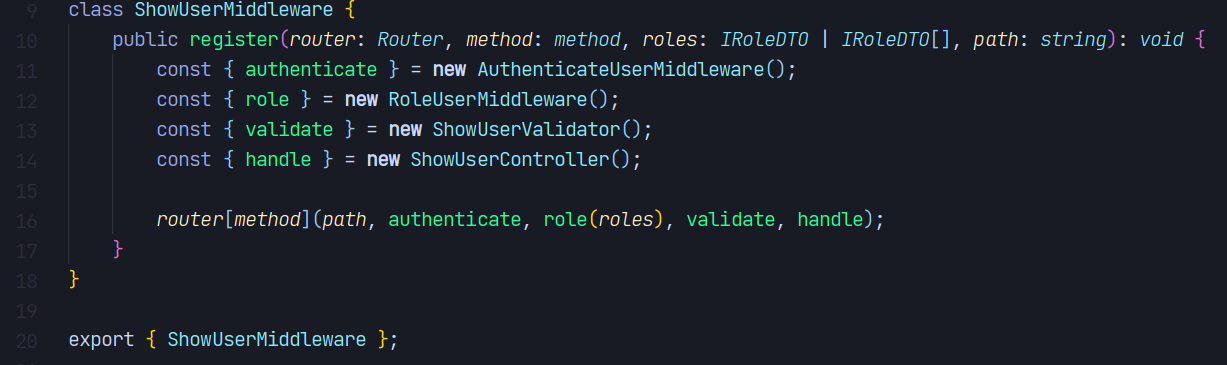 9 class ShowUserMiddleware {
10 public register(router: Router, method: method, roles: IRoleDTO | IRoleDTO[], path: string): void {
11 const { authenticate } = new AuthenticateUserMiddleware();
12 const { role } = new RoleUserMiddleware();
13 const { validate } = new ShowUserValidator();
14 const { handle } = new ShowUserController();
15
16 router[method](path, authenticate, role(roles), validate, handle);
17 }
18 }
19
20 export { ShowUserMiddleware };